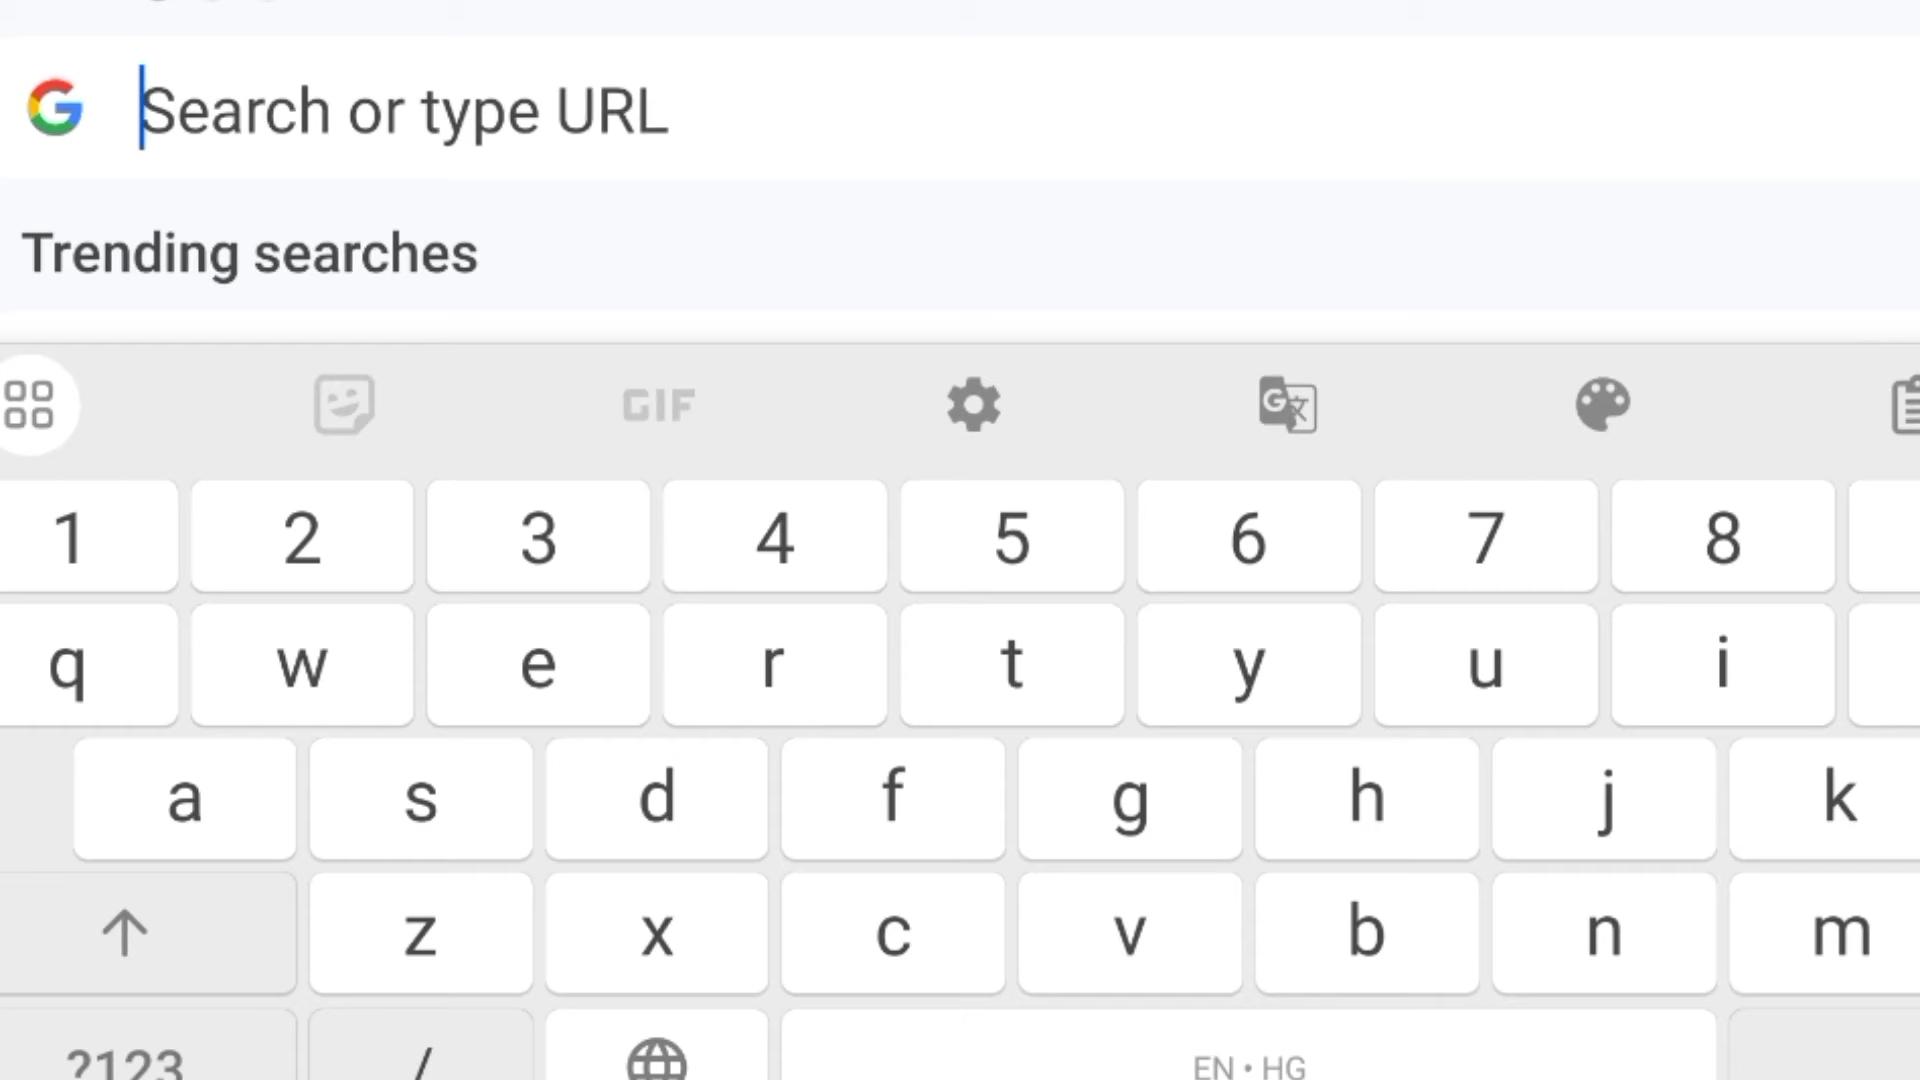 Search or type URL
Trending searches
GIF
1 2 3 4 5 6 7 8
q w e r t y u i
a s d f g h j k
z x c v b n m
?123 / EN • HG